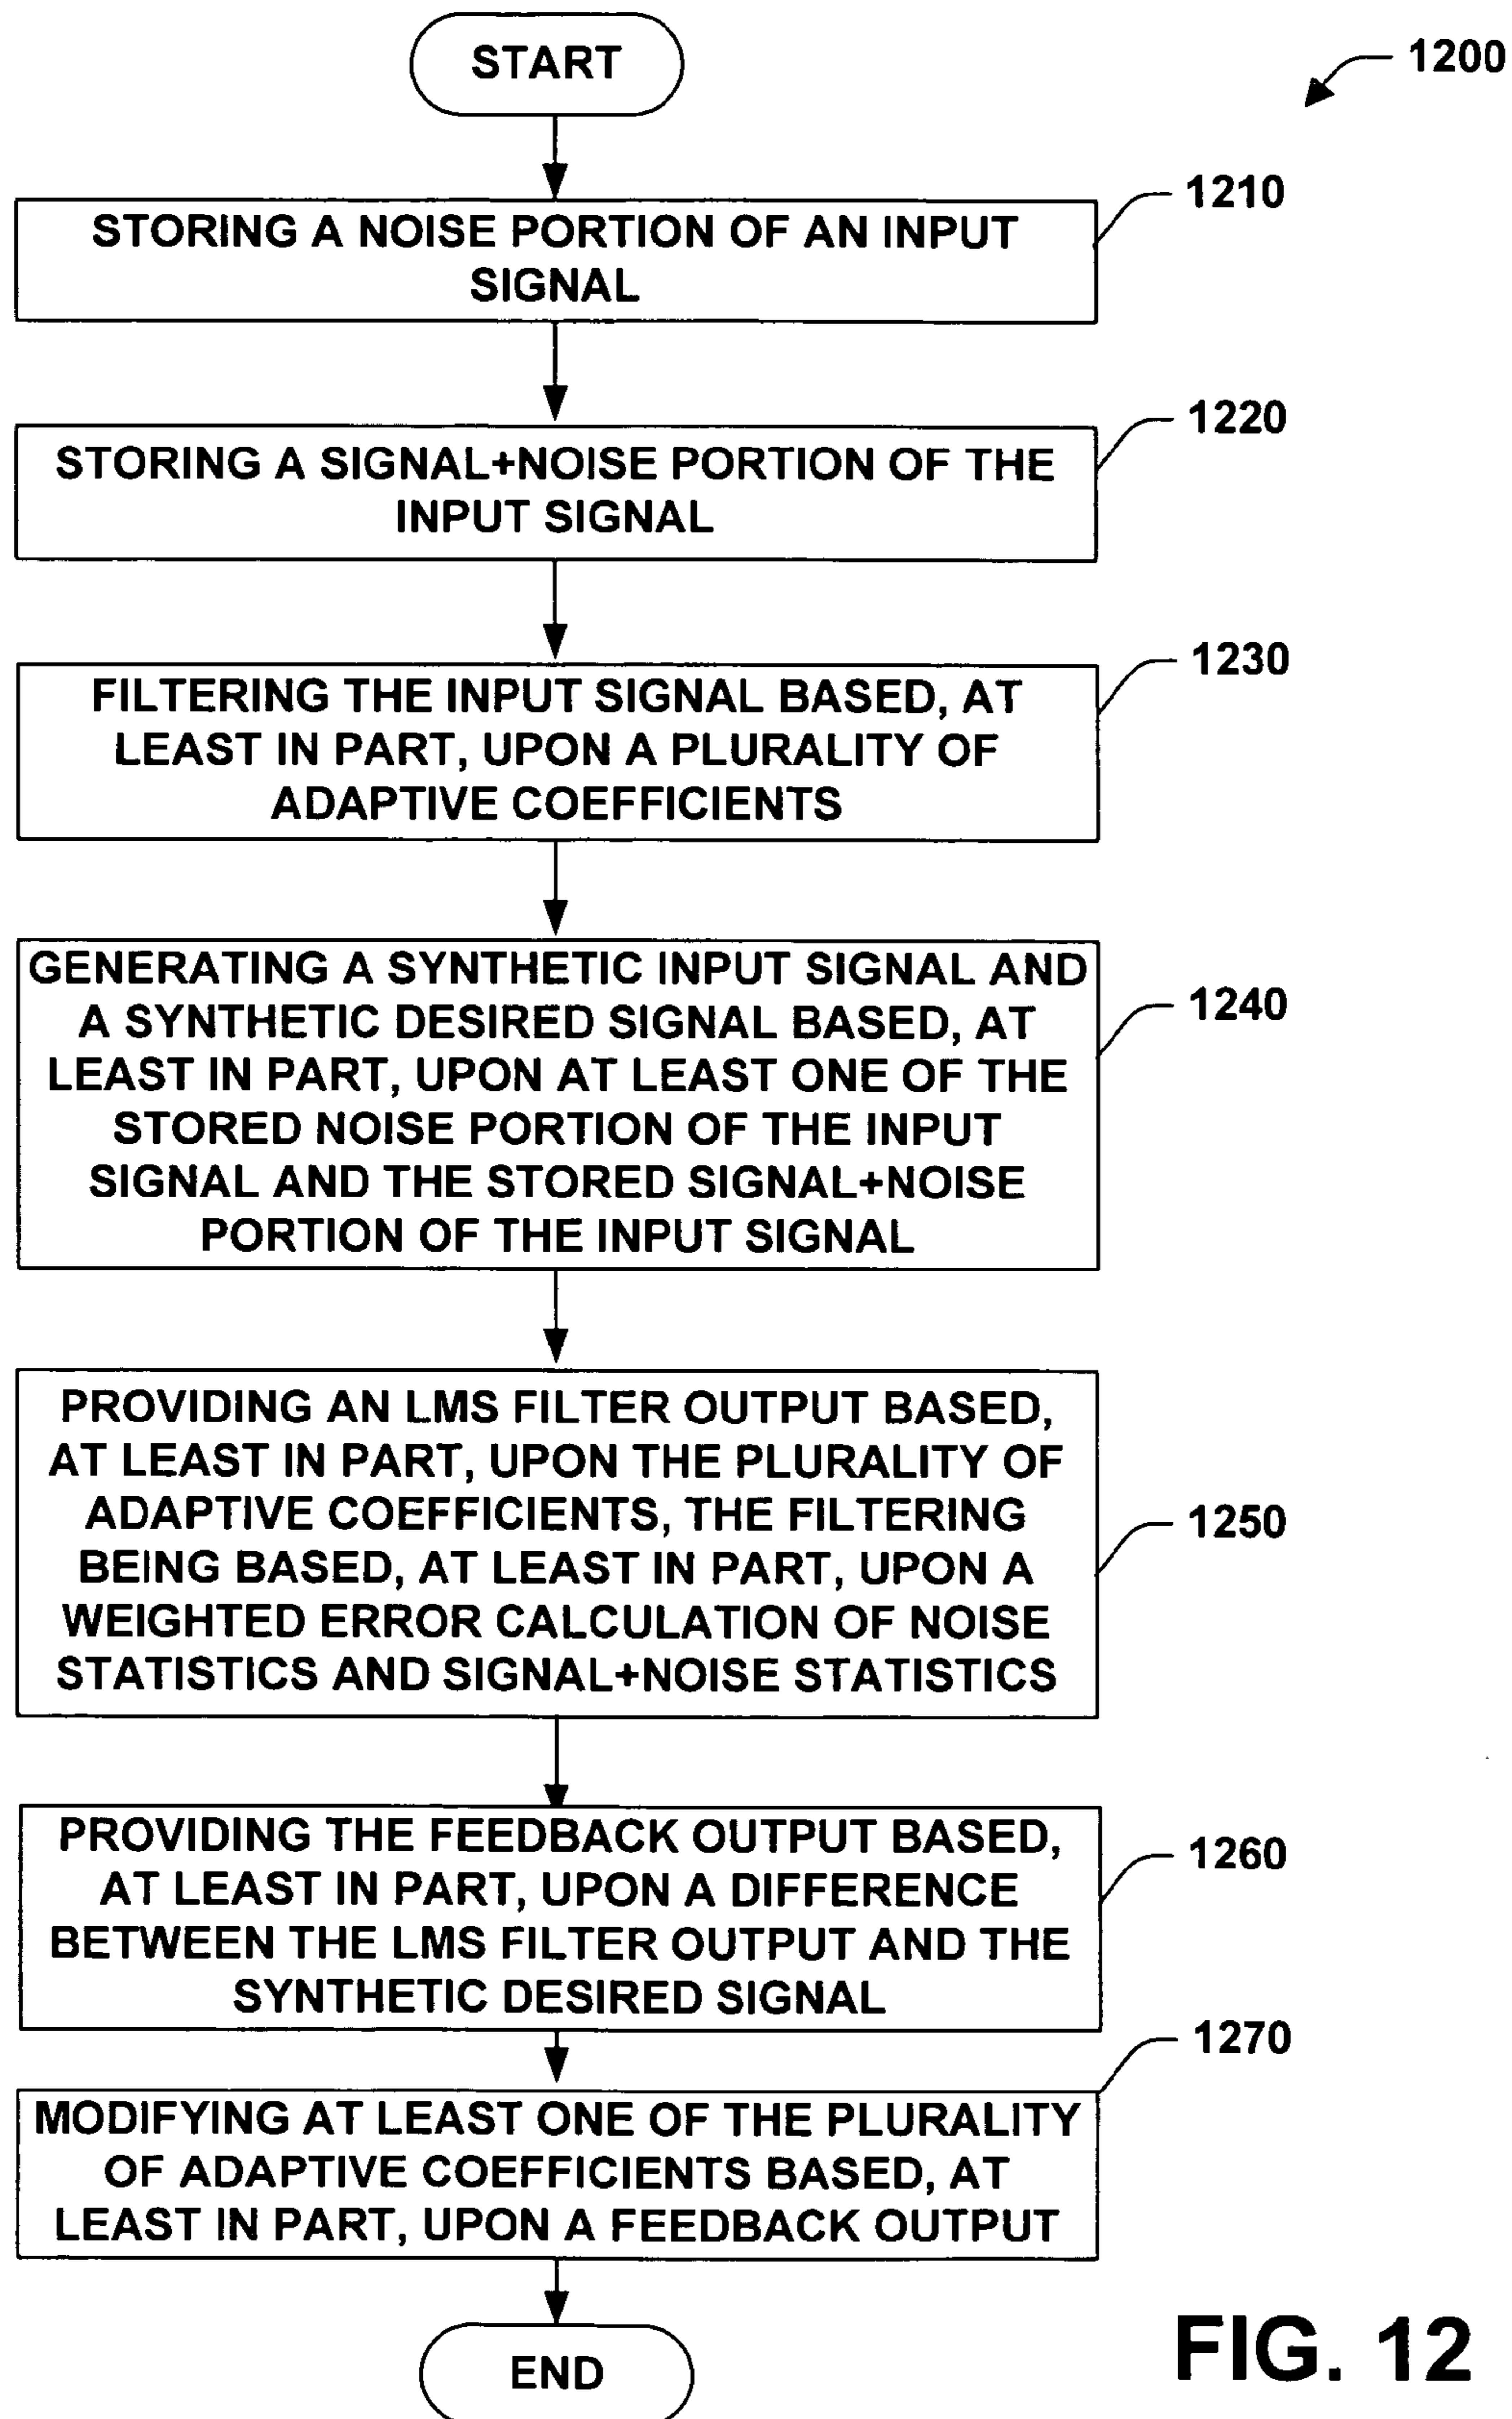 START
1200
1210
STORING A NOISE PORTION OF AN INPUT
SIGNAL
1220
STORING A SIGNAL+NOISE PORTION OF THE
INPUT SIGNAL
1230
FILTERING THE INPUT SIGNAL BASED, AT
LEAST IN PART, UPON A PLURALITY OF
ADAPTIVE COEFFICIENTS
1240
GENERATING A SYNTHETIC INPUT SIGNAL AND
A SYNTHETIC DESIRED SIGNAL BASED, AT
LEAST IN PART, UPON AT LEAST ONE OF THE
STORED NOISE PORTION OF THE INPUT
SIGNAL AND THE STORED SIGNAL+NOISE
PORTION OF THE INPUT SIGNAL
1250
PROVIDING AN LMS FILTER OUTPUT BASED,
AT LEAST IN PART, UPON THE PLURALITY OF
ADAPTIVE COEFFICIENTS, THE FILTERING
BEING BASED, AT LEAST IN PART, UPON A
WEIGHTED ERROR CALCULATION OF NOISE
STATISTICS AND SIGNAL+NOISE STATISTICS
1260
PROVIDING THE FEEDBACK OUTPUT BASED,
AT LEAST IN PART, UPON A DIFFERENCE
BETWEEN THE LMS FILTER OUTPUT AND THE
SYNTHETIC DESIRED SIGNAL
1270
MODIFYING AT LEAST ONE OF THE PLURALITY
OF ADAPTIVE COEFFICIENTS BASED, AT
LEAST IN PART, UPON A FEEDBACK OUTPUT
END
FIG. 12